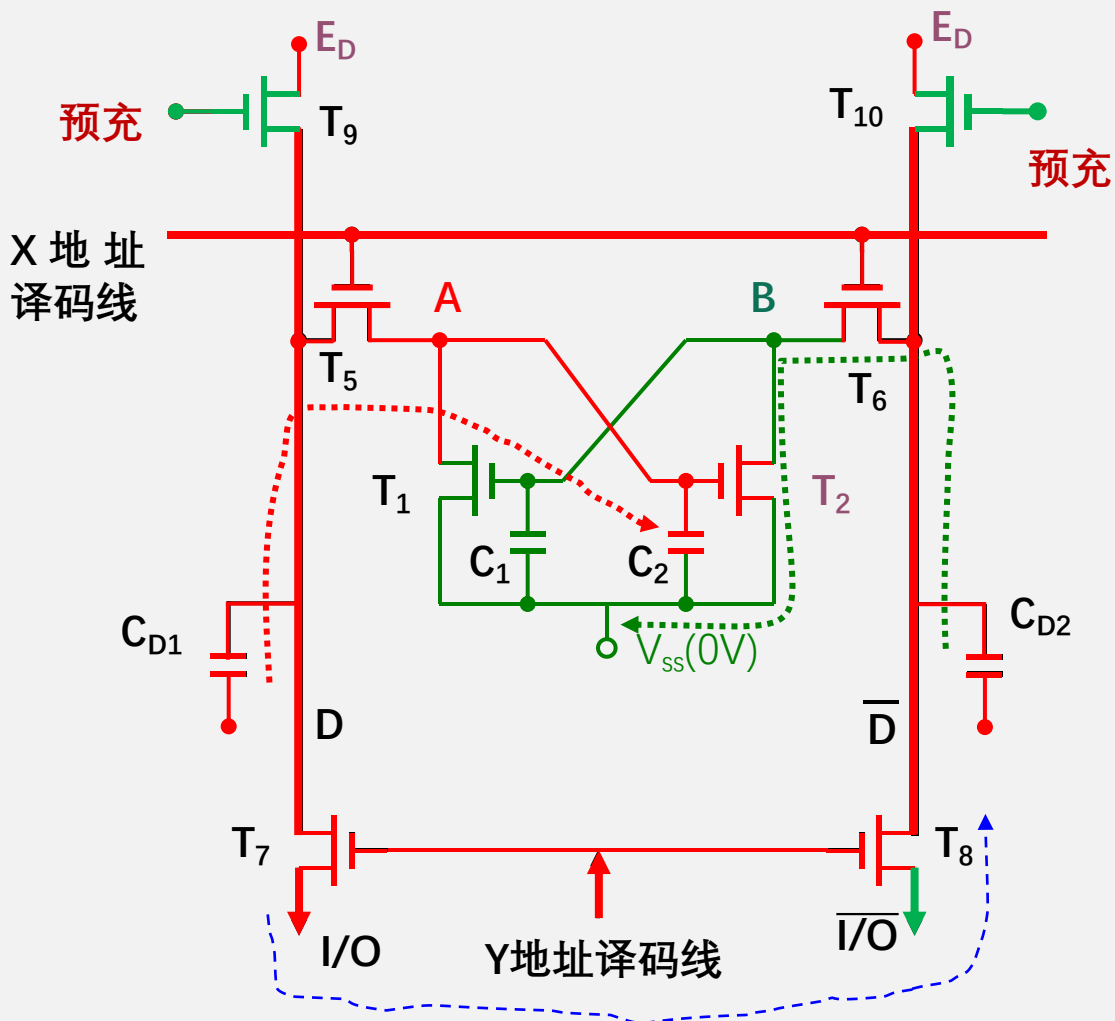 E_D
E_D
预充
T_9
T_10
预充
X 地 址
译码线
A
B
T_5
T_6
T_1
T_2
C_1
C_2
C_D1
V_SS(0V)
C_D2
D
D̅
T_7
T_8
I/O
I̅/̅O̅
Y地址译码线